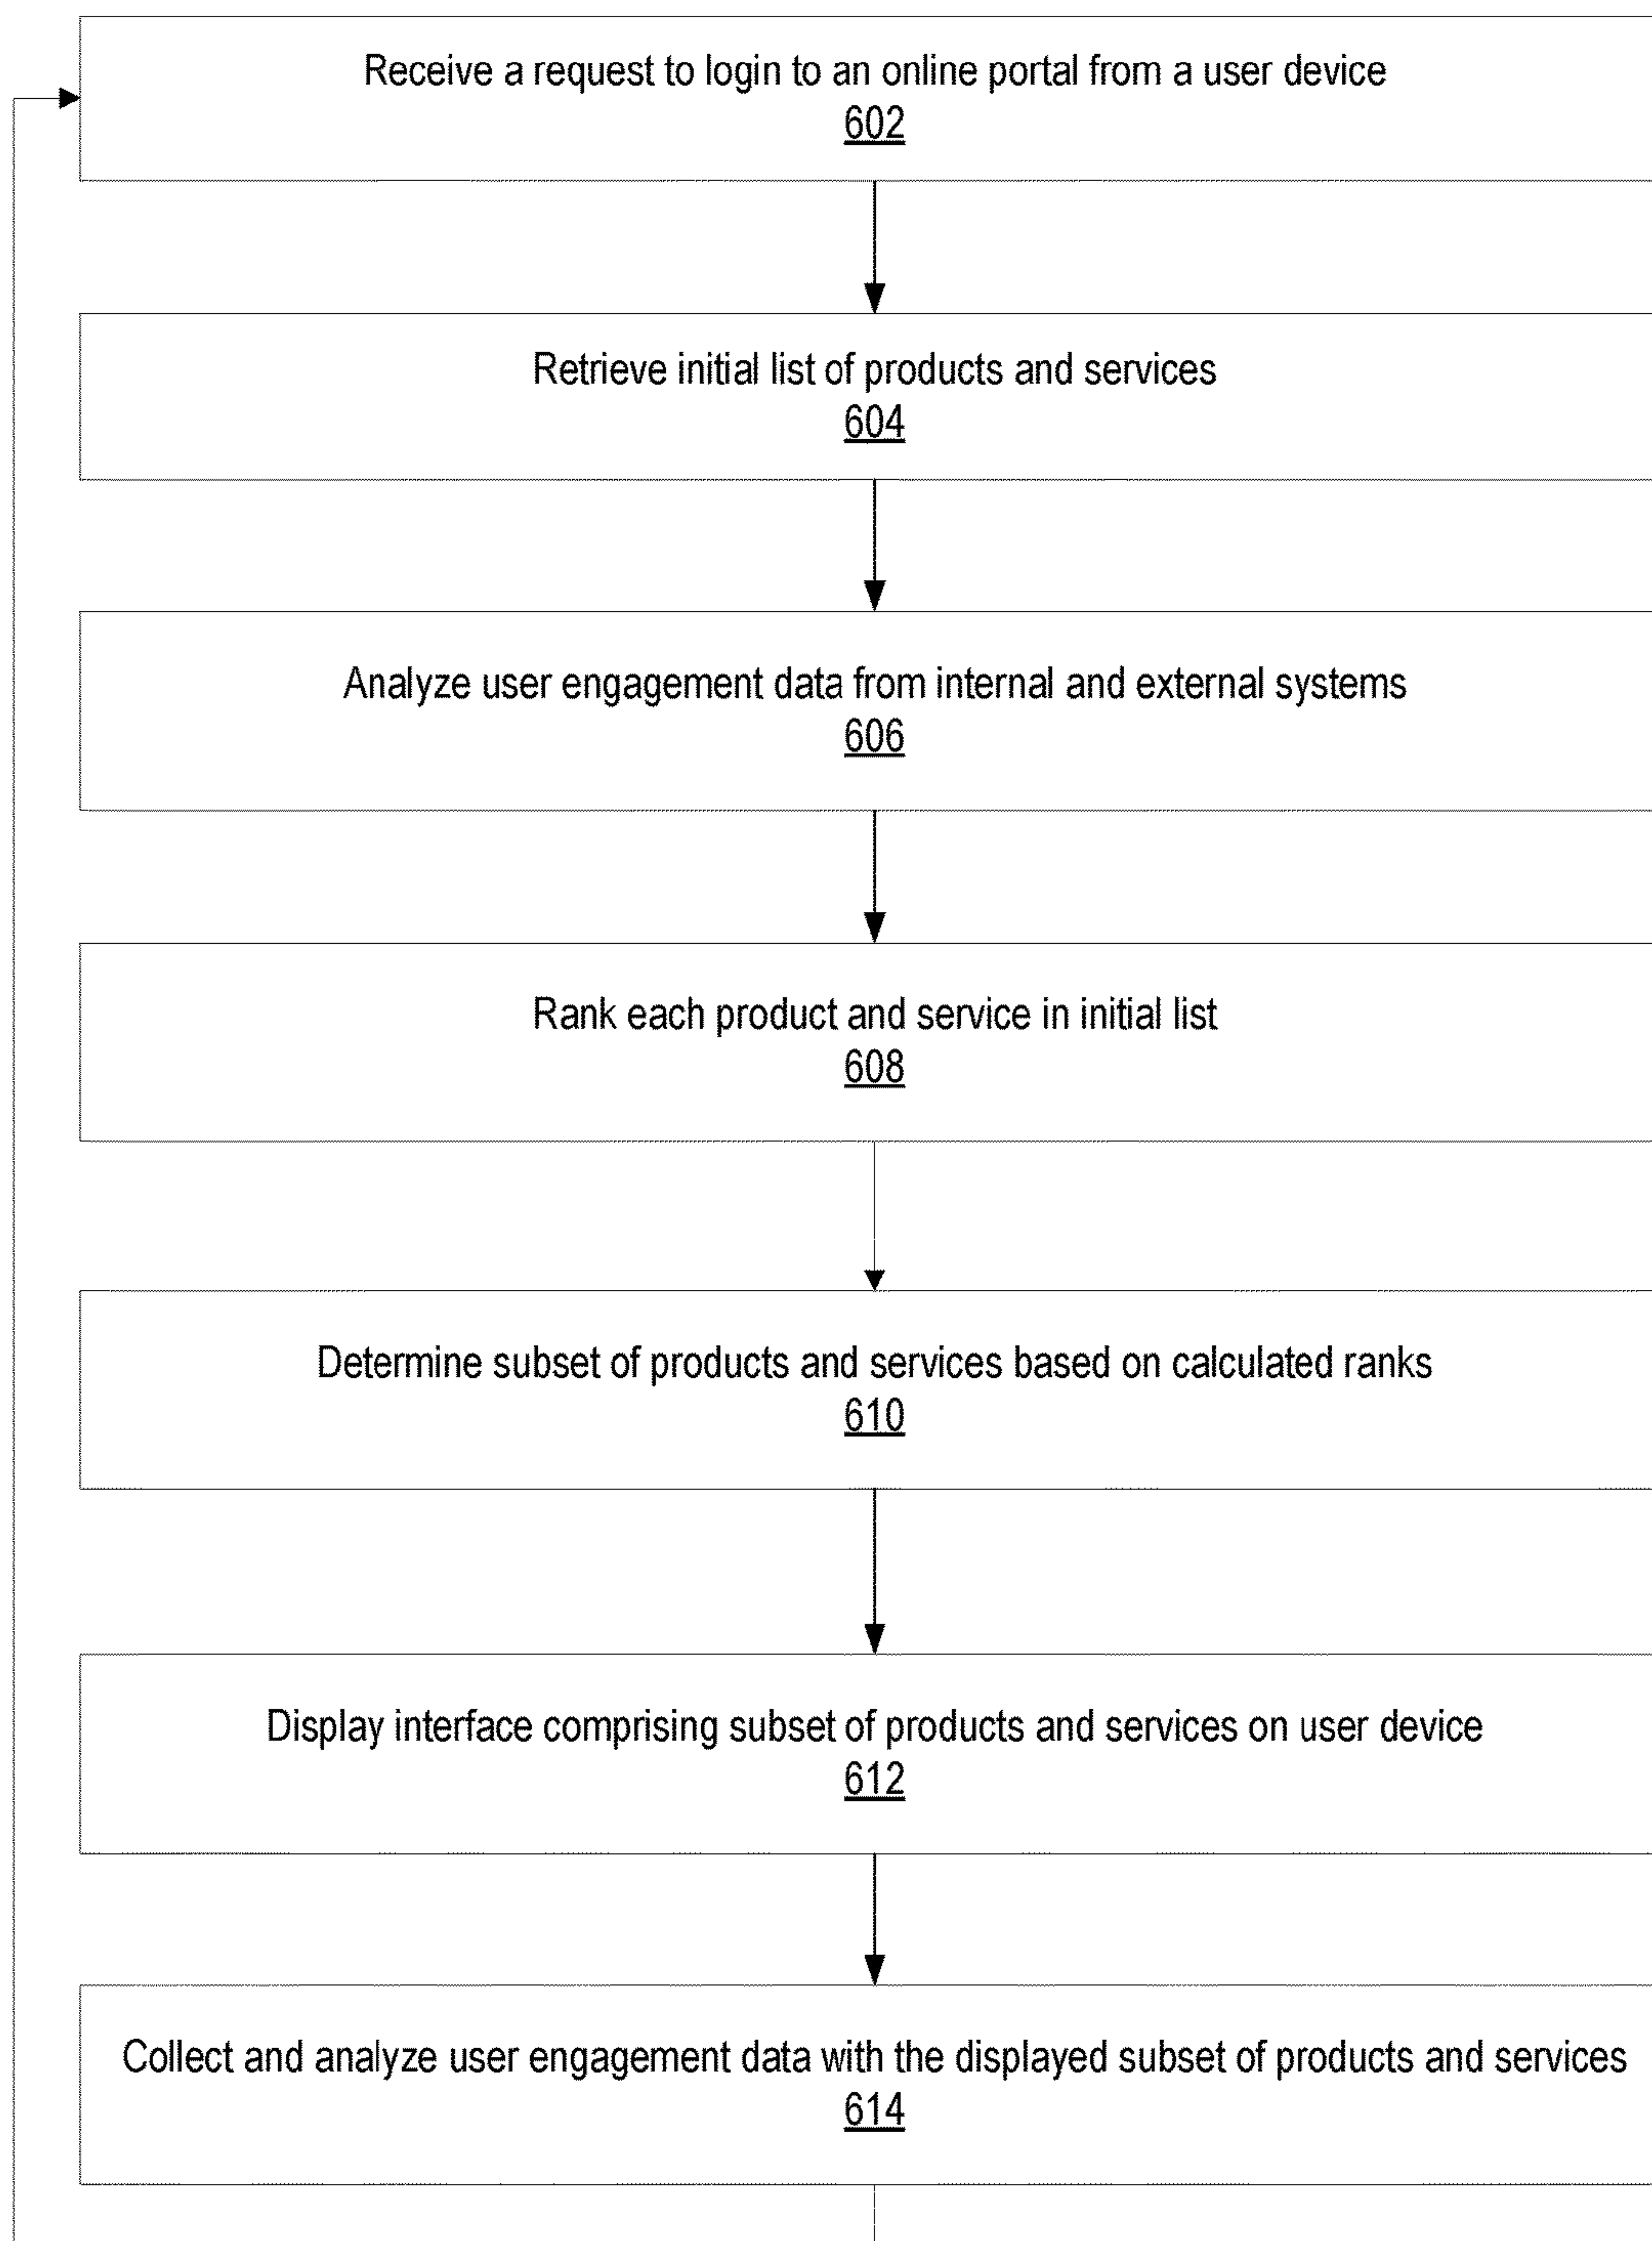 Receive a request to login to an online portal from a user device
602
Retrieve initial list of products and services
604
Analyze user engagement data from internal and external systems
606
Rank each product and service in initial list
608
Determine subset of products and services based on calculated ranks
610
Display interface comprising subset of products and services on user device
612
Collect and analyze user engagement data with the displayed subset of products and services
614